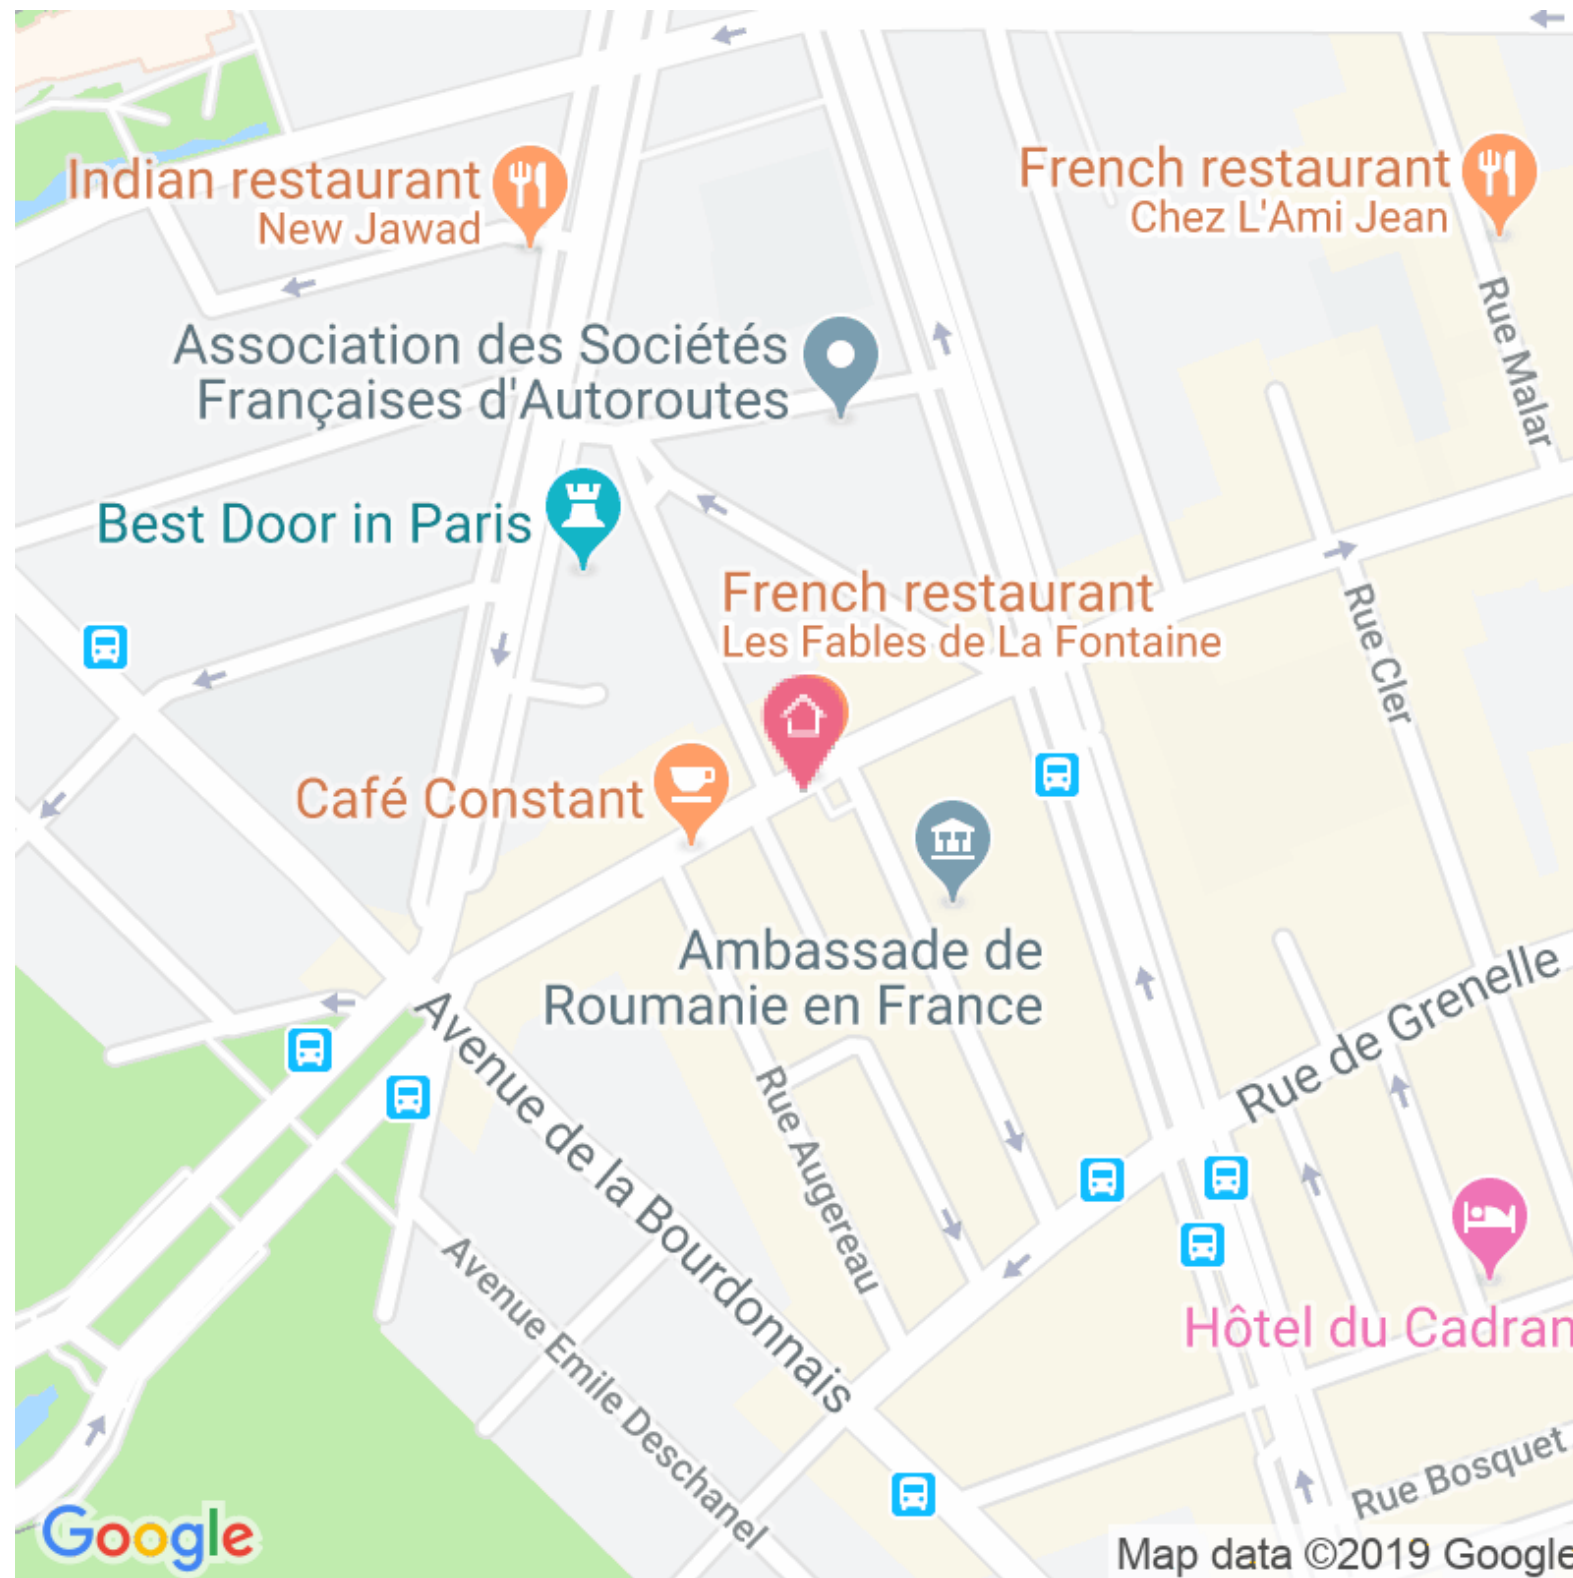 Indian restaurant
New Jawad
French restaurant
Chez L'Ami Jean
Rue Malar
Association des Sociétés
Françaises d'Autoroutes
Best Door in Paris
French restaurant
Les Fables de La Fontaine
Rue Cler
Café Constant
Ambassade de
Roumanie en France
Rue de Grenelle
Avenue de la Bourdonnais
Rue Augereau
Hôtel du Cadran
Avenue Emile Deschanel
Rue Bosquet
Google
Map data ©2019 Google